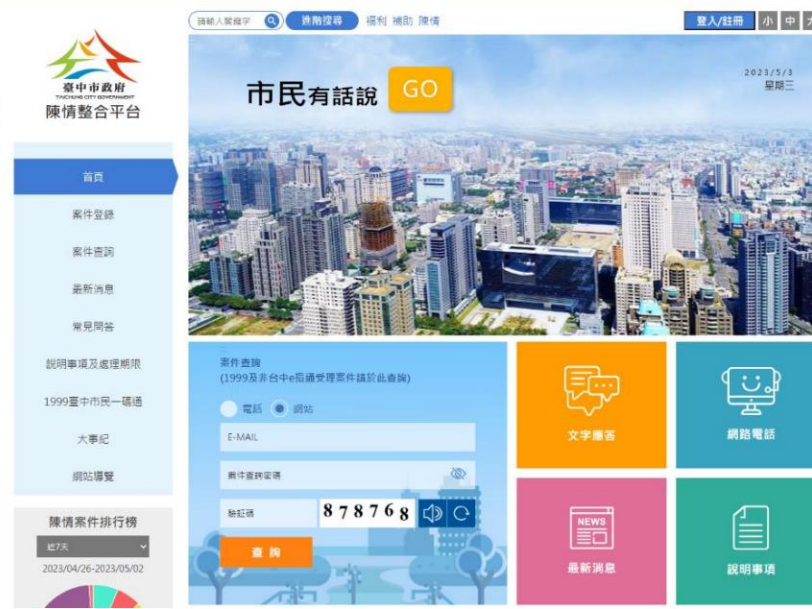 請輸入關鍵字
進階搜尋
福利 補助 陳情
登入/註冊
小
中
臺中市政府
TAICHUNG CITY GOVERNMENT
陳情整合平台
市民有話說 GO
2023/5/3
星期三
首頁
案件登錄
案件查詢
最新消息
常見問答
說明事項及處理期限
1999臺中市民一碼通
大事紀
網站導覽
陳情案件排行榜
近7天
2023/04/26-2023/05/02
案件查詢
(1999及非台中e指通受理案件請於此查詢)
電話
網站
E-MAIL
案件查詢密碼
驗証碼
878768
查詢
文字應答
網路電話
NEWS
最新消息
說明事項